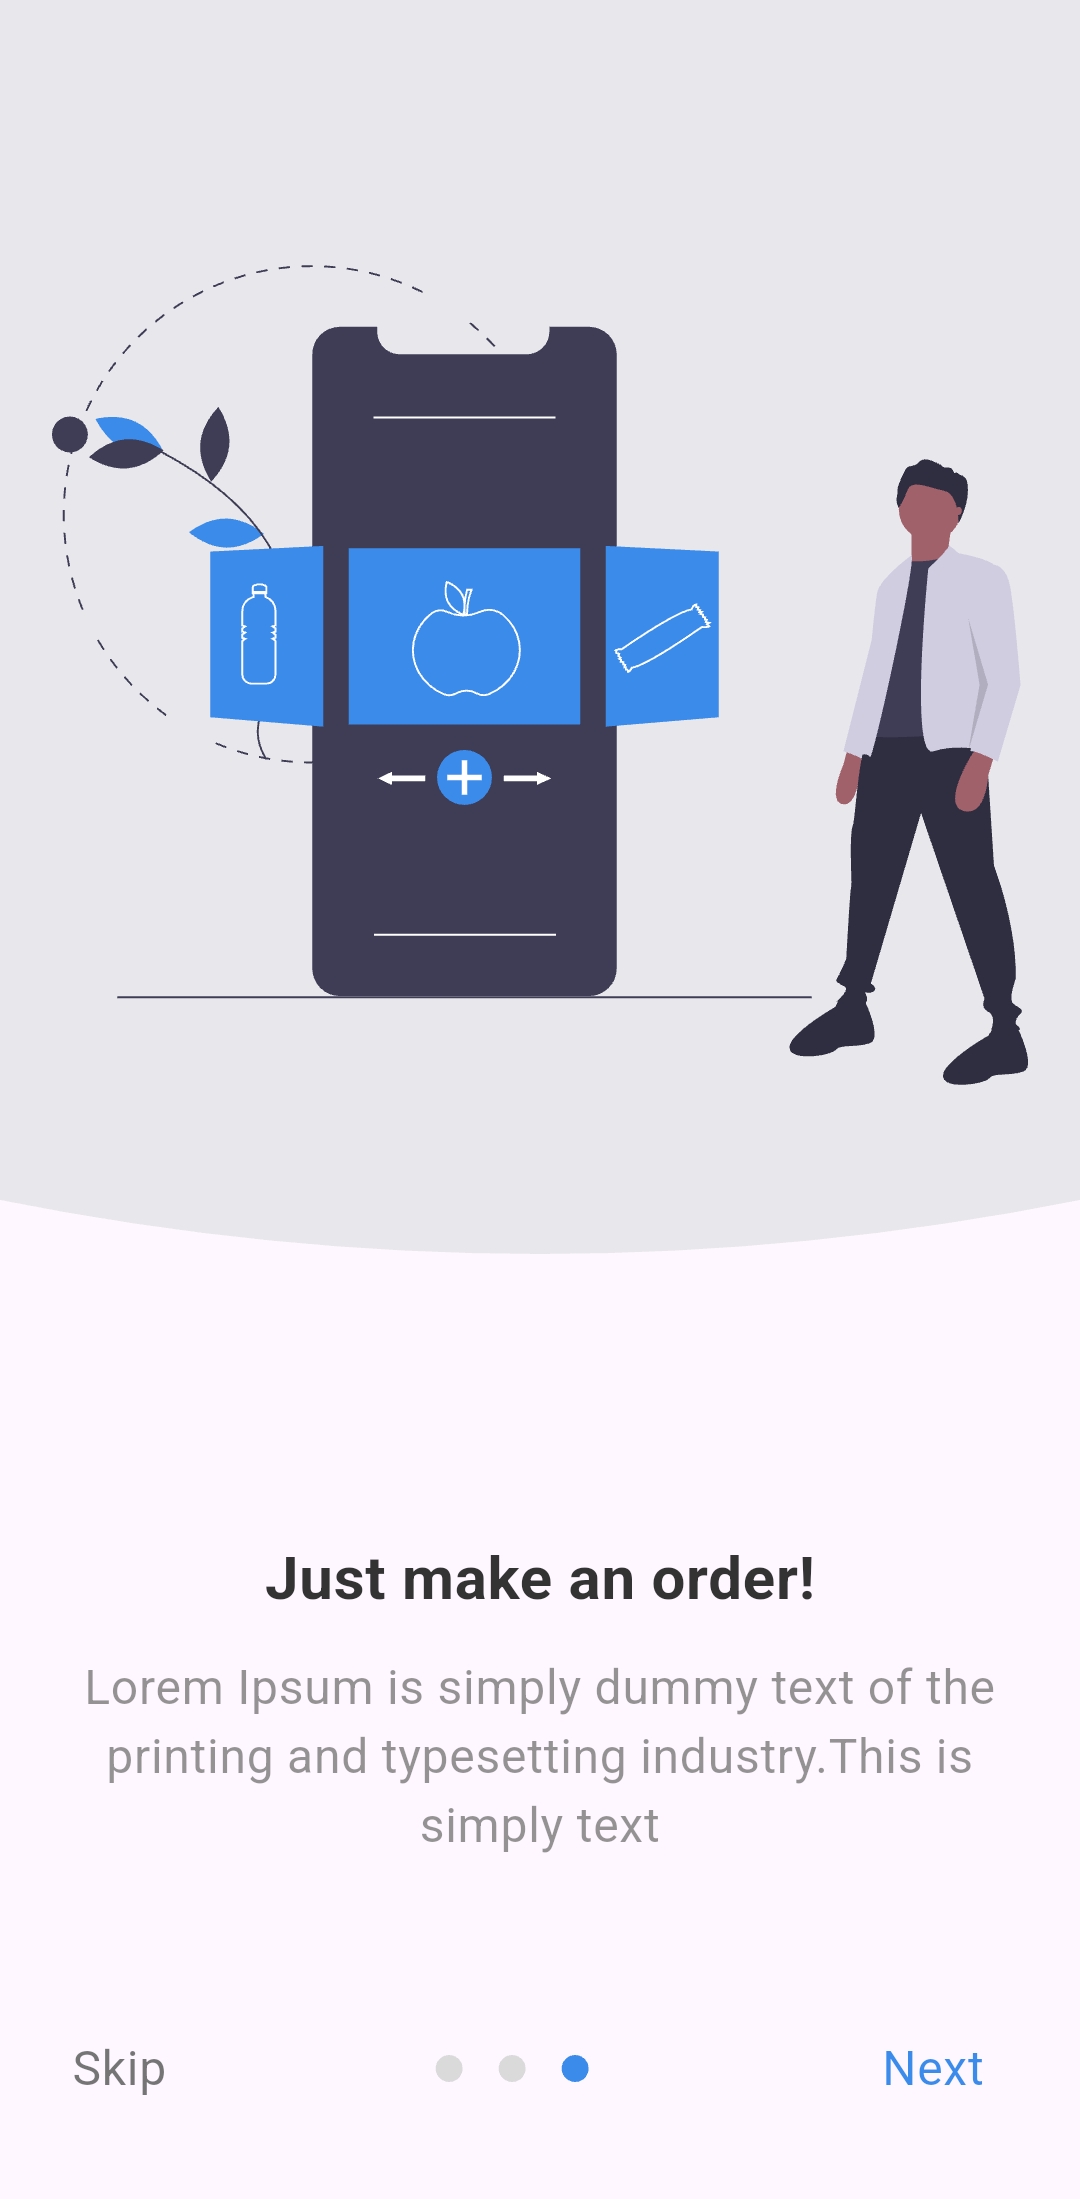 Just make an order!
Lorem Ipsum is simply dummy text of the
printing and typesetting industry.This is
simply text
Skip
Next